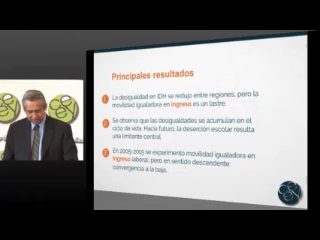 Principales resultados
1
La desigualdad en IDH se redujo entre regiones, pero la
movilidad igualadora en ingreso es un lastre.
2
Se observa que las desigualdades se acumulan en el
ciclo de vida. Hacia futuro, la deserción escolar resulta
una limitante central.
3
En 2005-2015 se experimentó movilidad igualadora en
ingreso laboral, pero en sentido descendente
convergencia a la baja.